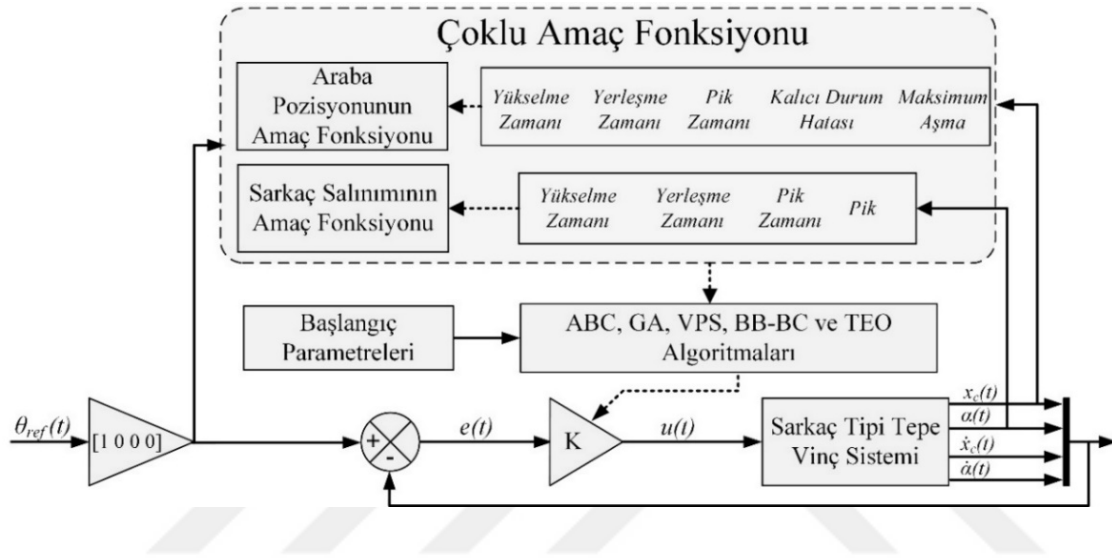 Çoklu Amaç Fonksiyonu
Araba
Pozisyonunun
Amaç Fonksiyonu
Yükselme
Zamanı
Yerleşme
Zamanı
Pik
Zamanı
Kalıcı Durum
Hatası
Maksimum
Aşma
Sarkaç Salınımının
Amaç Fonksiyonu
Yükselme
Zamanı
Yerleşme
Zamanı
Pik
Zamanı
Pik
Başlangıç
Parametreleri
ABC, GA, VPS, BB-BC ve TEO
Algoritmaları
θref(t)
[1 0 0 0]
+
-
e(t)
K
u(t)
Sarkaç Tipi Tepe
Vinç Sistemi
xc(t)
α(t)
ẋc(t)
α̇(t)